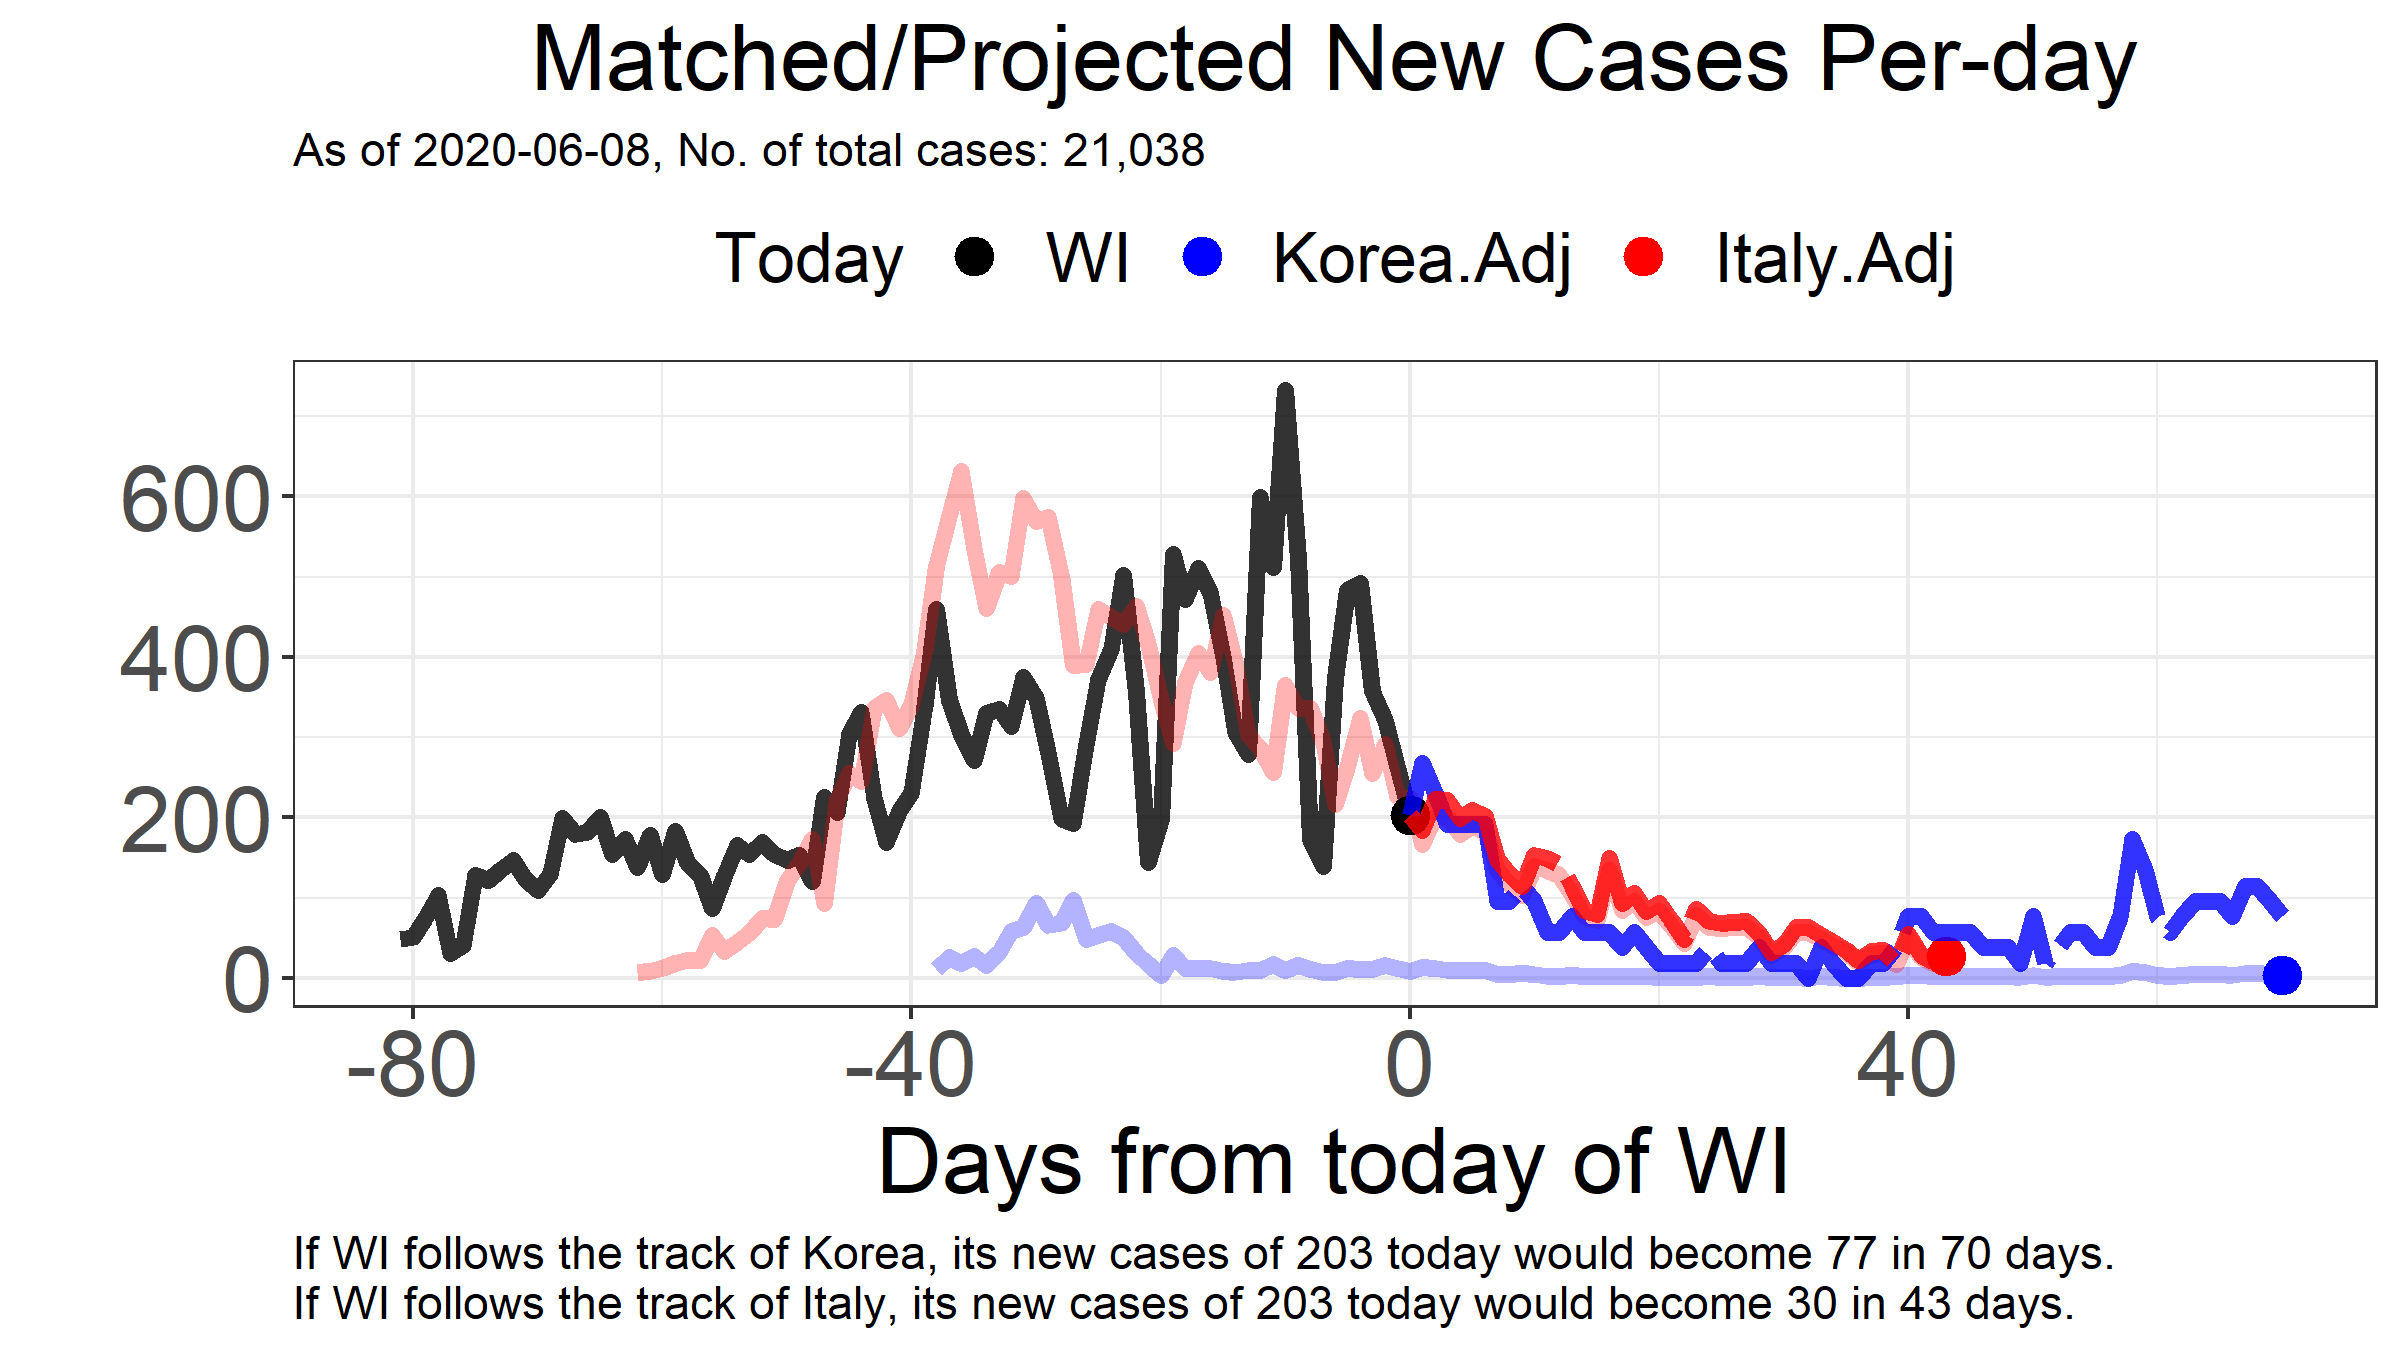 Matched/Projected New Cases Per-day
As of 2020-06-08, No. of total cases: 21,038
Today WI Korea.Adj Italy.Adj
600
400
200
0
-80 -40 0 40
Days from today of WI
If WI follows the track of Korea, its new cases of 203 today would become 77 in 70 days.
If WI follows the track of Italy, its new cases of 203 today would become 30 in 43 days.